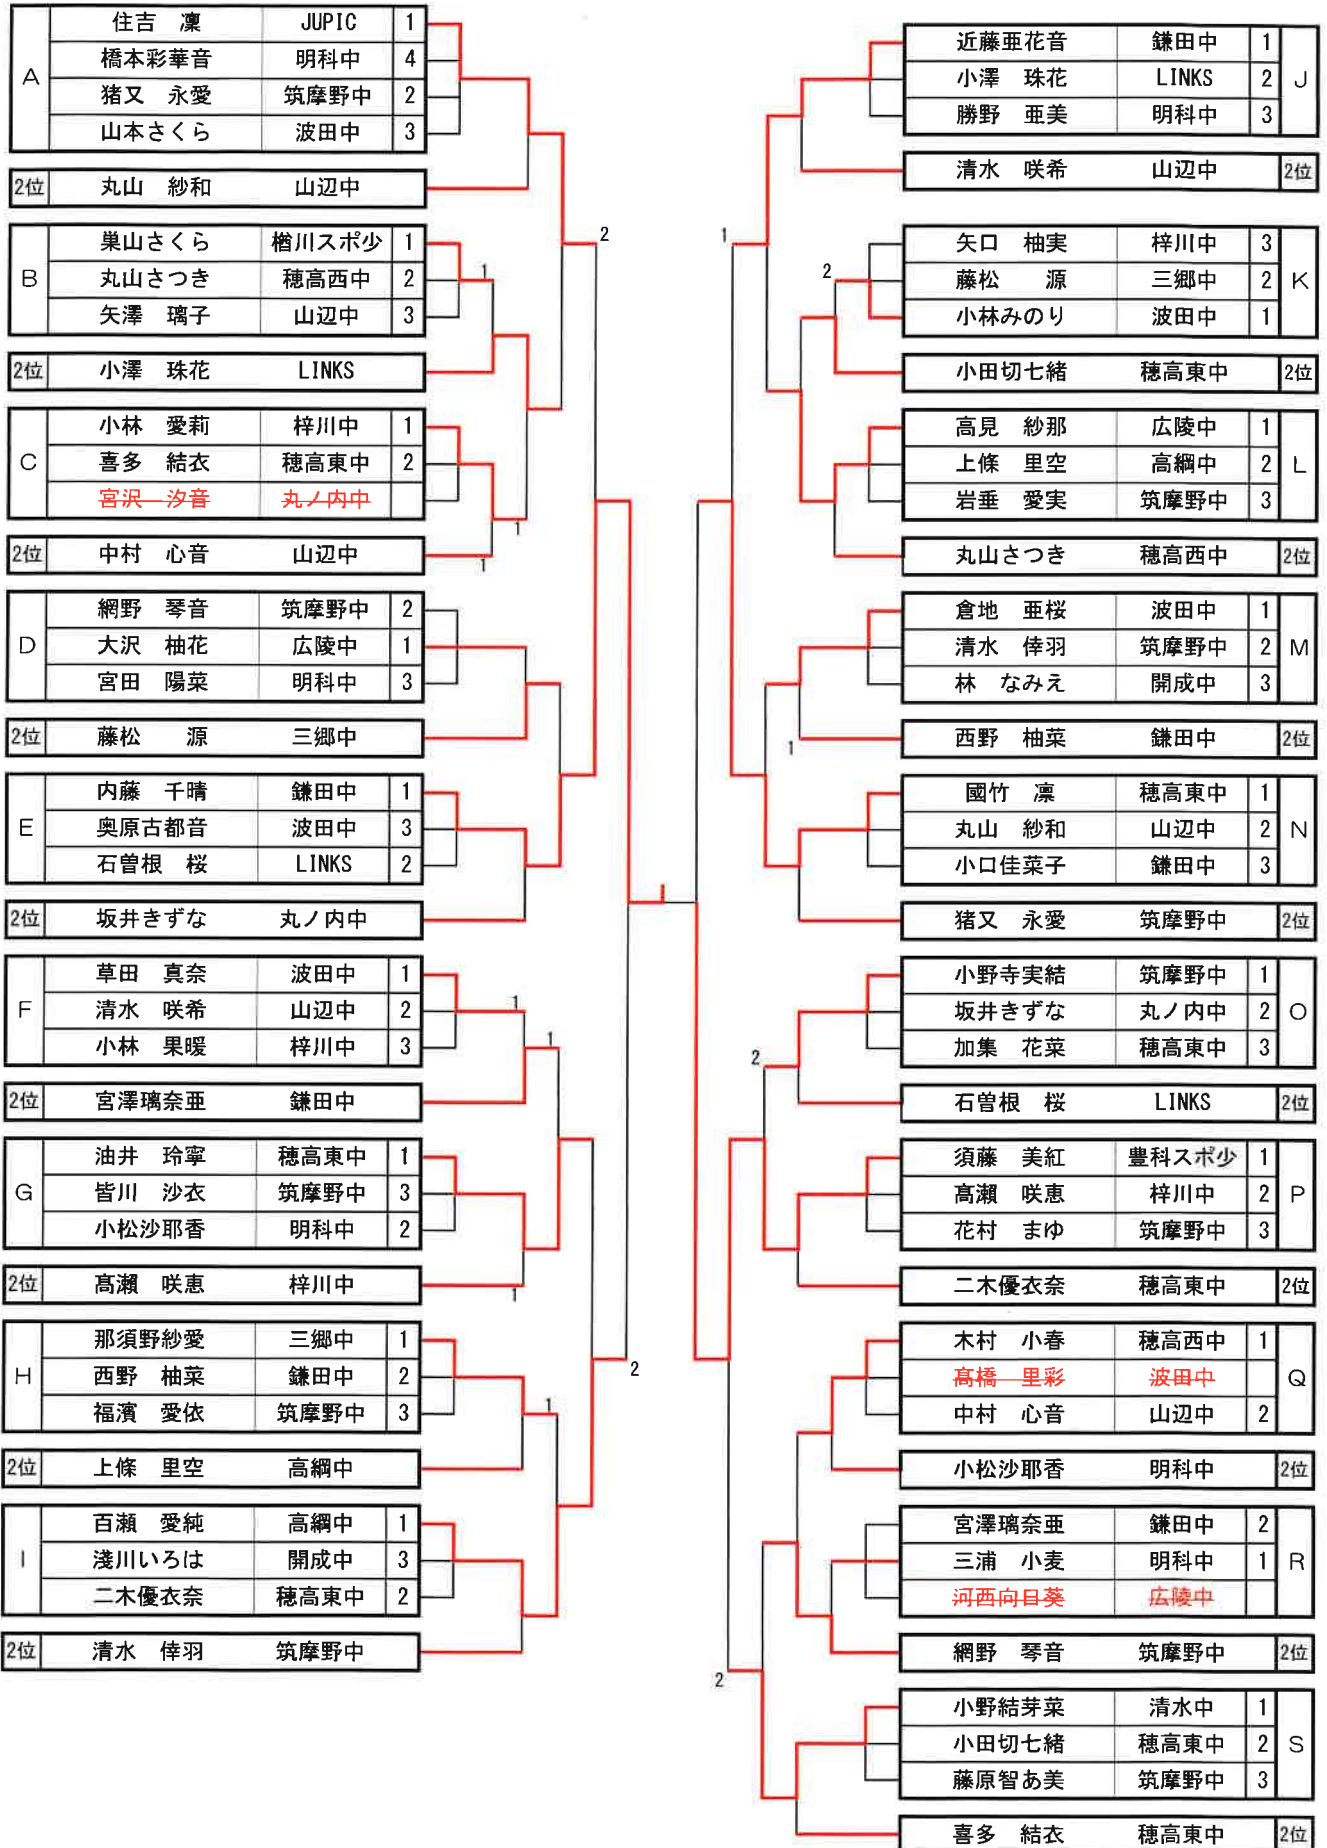 A
住吉 凜 JUPIC 1
橋本彩華音 明科中 4
猪又 永愛 筑摩野中 2
山本さくら 波田中 3
2位 丸山 紗和 山辺中
B
巣山さくら 楢川スポ少 1
丸山さつき 穂高西中 2
矢澤 璃子 山辺中 3
2位 小澤 珠花 LINKS
C
小林 愛莉 梓川中 1
喜多 結衣 穂高東中 2
宮沢 汐音 丸ノ内中
2位 中村 心音 山辺中
D
網野 琴音 筑摩野中 2
大沢 柚花 広陵中 1
宮田 陽菜 明科中 3
2位 藤松 源 三郷中
E
内藤 千晴 鎌田中 1
奥原古都音 波田中 3
石曽根 桜 LINKS 2
2位 坂井きずな 丸ノ内中
F
草田 真奈 波田中 1
清水 咲希 山辺中 2
小林 果暖 梓川中 3
2位 宮澤璃奈亜 鎌田中
G
油井 玲寧 穂高東中 1
皆川 沙衣 筑摩野中 3
小松沙耶香 明科中 2
2位 髙瀨 咲恵 梓川中
H
那須野紗愛 三郷中 1
西野 柚菜 鎌田中 2
福濱 愛依 筑摩野中 3
2位 上條 里空 高綱中
I
百瀬 愛純 高綱中 1
淺川いろは 開成中 3
二木優衣奈 穂高東中 2
2位 清水 倖羽 筑摩野中
1
1
1
1
1
1
1
2
2
近藤亜花音 鎌田中 1
小澤 珠花 LINKS 2
勝野 亜美 明科中 3
J
清水 咲希 山辺中 2位
矢口 柚実 梓川中 3
藤松 源 三郷中 2
小林みのり 波田中 1
K
小田切七緒 穂高東中 2位
高見 紗那 広陵中 1
上條 里空 高綱中 2
岩垂 愛実 筑摩野中 3
L
丸山さつき 穂高西中 2位
倉地 亜桜 波田中 1
清水 倖羽 筑摩野中 2
林 なみえ 開成中 3
M
西野 柚菜 鎌田中 2位
國竹 凛 穂高東中 1
丸山 紗和 山辺中 2
小口佳菜子 鎌田中 3
N
猪又 永愛 筑摩野中 2位
小野寺実結 筑摩野中 1
坂井きずな 丸ノ内中 2
加集 花菜 穂高東中 3
O
石曽根 桜 LINKS 2位
須藤 美紅 豊科スポ少 1
髙瀨 咲恵 梓川中 2
花村 まゆ 筑摩野中 3
P
二木優衣奈 穂高東中 2位
木村 小春 穂高西中 1
髙橋 里彩 波田中
中村 心音 山辺中 2
Q
小松沙耶香 明科中 2位
宮澤璃奈亜 鎌田中 2
三浦 小麦 明科中 1
河西向日葵 広陵中
R
網野 琴音 筑摩野中 2位
小野結芽菜 清水中 1
小田切七緒 穂高東中 2
藤原智あ美 筑摩野中 3
S
喜多 結衣 穂高東中 2位
1
2
1
2
2